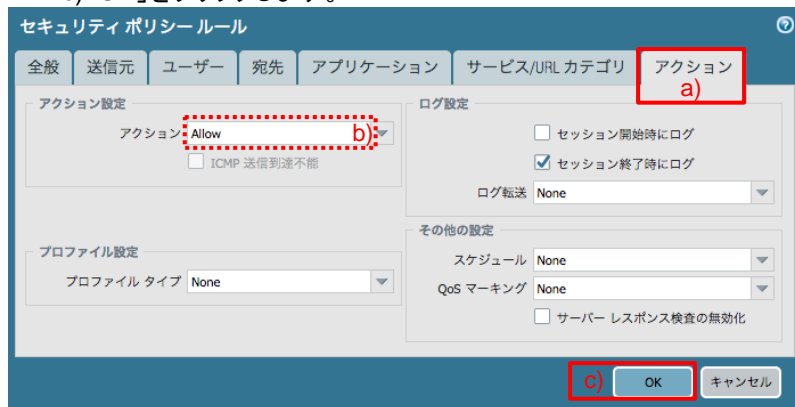 セキュリティ ポリシー ルール
全般 送信元 ユーザー 宛先 アプリケーション サービス/URL カテゴリ アクション
a)
アクション設定
アクション Allow b)
ICMP 送信到達不能
ログ設定
セッション開始時にログ
セッション終了時にログ
ログ転送 None
プロファイル設定
プロファイル タイプ None
その他の設定
スケジュール None
QoS マーキング None
サーバー レスポンス検査の無効化
c) OK キャンセル